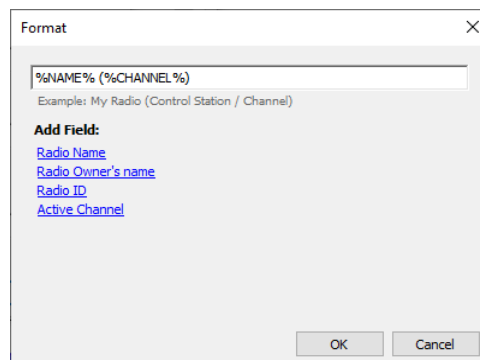 Format
%NAME% (%CHANNEL%)
Example: My Radio (Control Station / Channel)
Add Field:
Radio Name
Radio Owner's name
Radio ID
Active Channel
OK Cancel